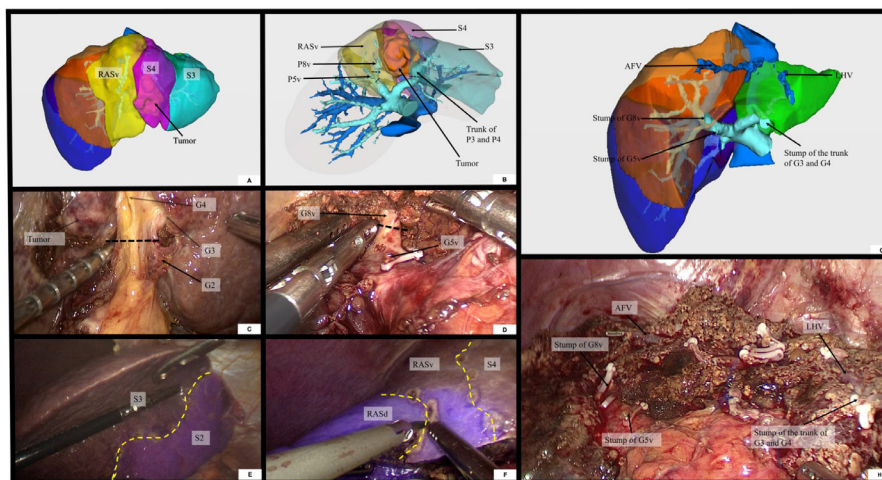 RASv
S4
S3
Tumor
A
S4
RASv
S3
P8v
P5v
Trunk of
P3 and P4
Tumor
B
AFV
LHV
Stump of G8v
Stump of G5v
Stump of the trunk
of G3 and G4
G4
Tumor
G3
G2
C
G8v
G5v
D
S3
S2
E
RASv
S4
RASd
F
AFV
LHV
Stump of G8v
Stump of G5v
Stump of the trunk of
G3 and G4
H